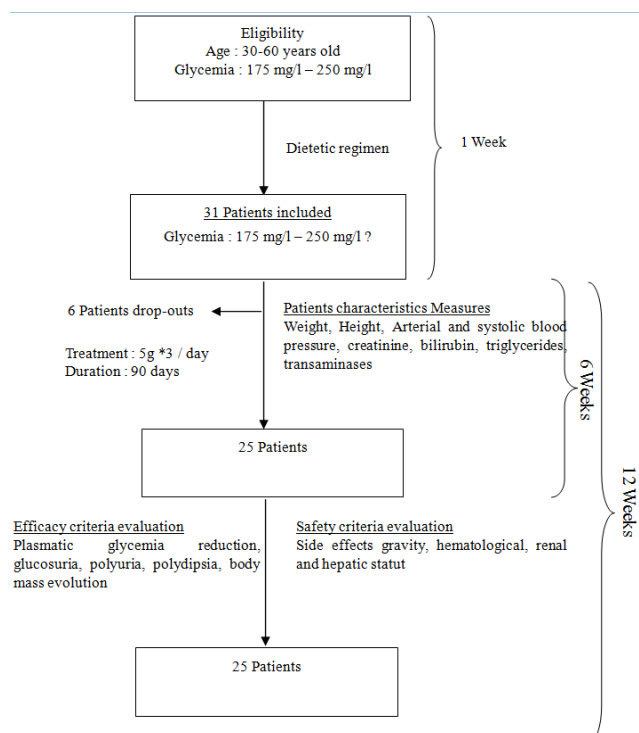 Eligibility
Age : 30-60 years old
Glycemia : 175 mg/l – 250 mg/l
Dietetic regimen
1 Week
31 Patients included
Glycemia : 175 mg/l – 250 mg/l ?
6 Patients drop-outs
Treatment : 5g *3 / day
Duration : 90 days
Patients characteristics Measures
Weight, Height, Arterial and systolic blood
pressure, creatinine, bilirubin, triglycerides,
transaminases
6 Weeks
25 Patients
12 Weeks
Efficacy criteria evaluation
Plasmatic glycemia reduction,
glucosuria, polyuria, polydipsia, body
mass evolution
Safety criteria evaluation
Side effects gravity, hematological, renal
and hepatic statut
25 Patients